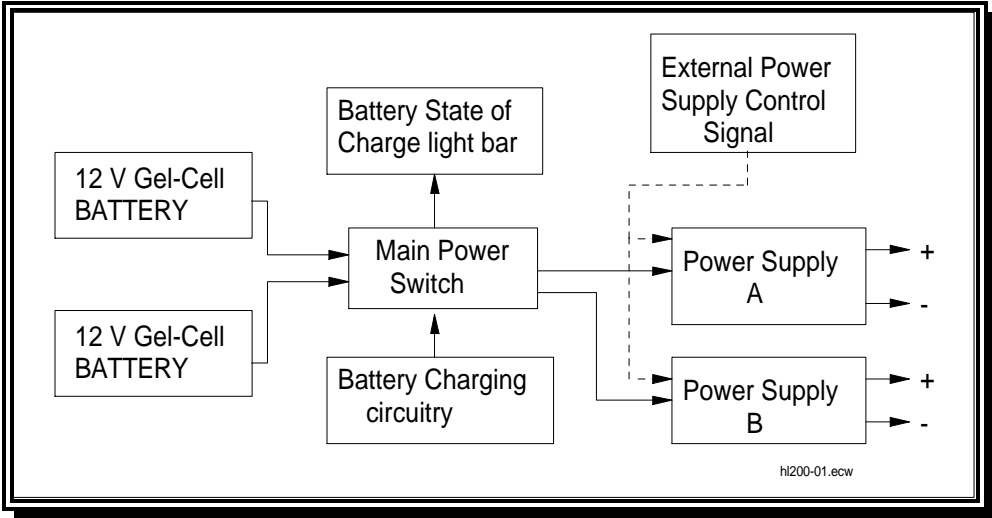 External Power
Supply Control
Signal
Battery State of
Charge light bar
12 V Gel-Cell
BATTERY
Main Power
Switch
Power Supply
A
+
-
12 V Gel-Cell
BATTERY
Battery Charging
circuitry
Power Supply
B
+
-
hl200-01.ecw